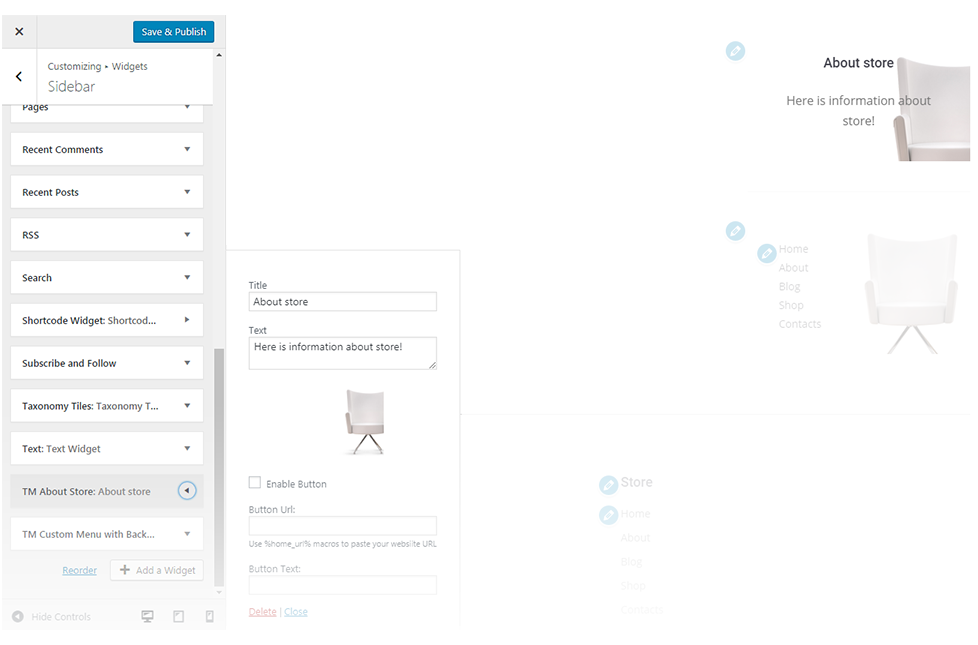 Save & Publish
Customizing ▸ Widgets
Sidebar
Pages
Recent Comments
Recent Posts
RSS
Search
Shortcode Widget: Shortcod...
Subscribe and Follow
Taxonomy Tiles: Taxonomy T...
Text: Text Widget
TM About Store: About store
TM Custom Menu with Back...
Reorder
Add a Widget
Hide Controls
Title
About store
Text
Here is information about store!
Enable Button
Button Url:
Use %home_url% macros to paste your website URL
Button Text:
Delete | Close
About store
Here is information about
store!
Home
About
Blog
Shop
Contacts
Store
Home
About
Blog
Shop
Contacts